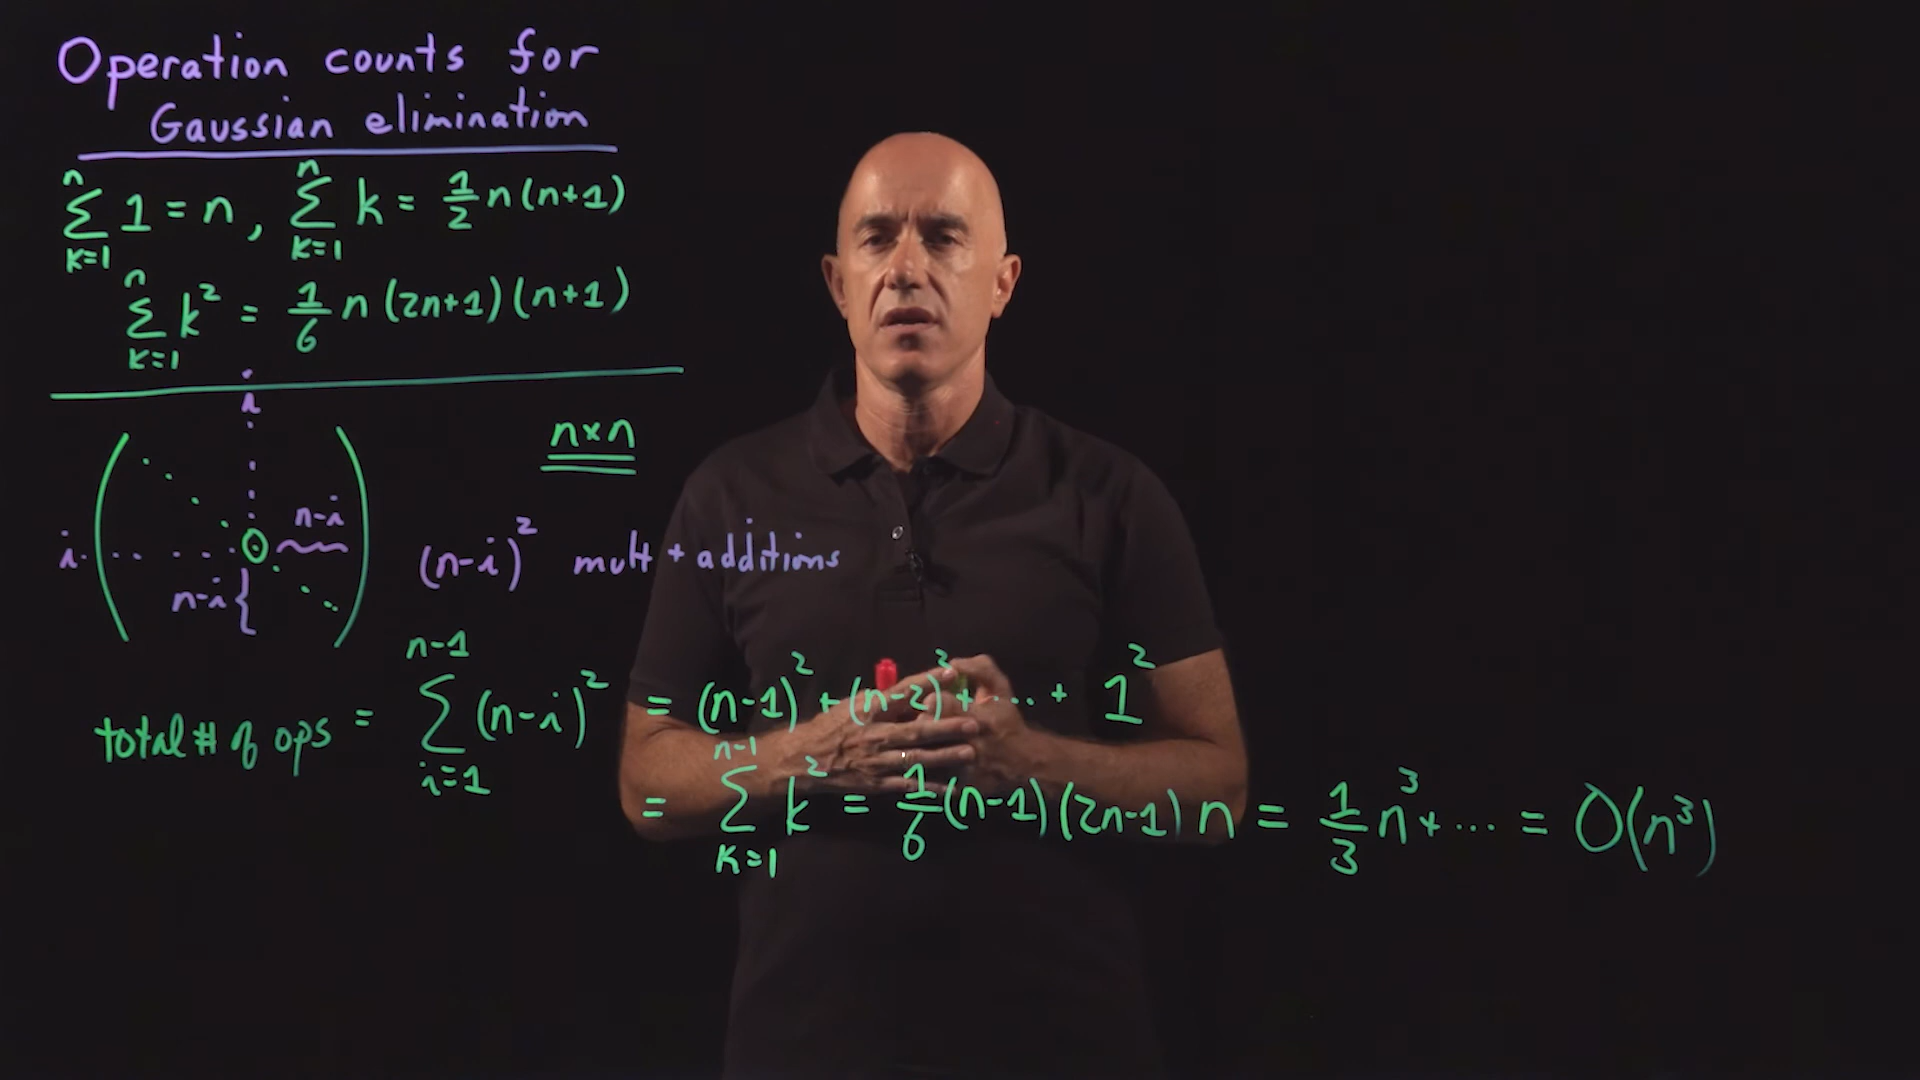 Operation counts for
Gaussian elimination
n∑k=1 1 = n, n∑k=1 k = 1/2 n(n+1)
n∑k=1 k² = 1/6 n(2n+1)(n+1)
i
n×n
i n-i
n-i
(n-i)² mult + additions
total # of ops = n-1∑i=1 (n-i)² = (n-1)² + (n-2)² + ... + 1²
= n-1∑k=1 k² = 1/6 (n-1)(2n-1)n = 1/3 n³ + ... = O(n³)